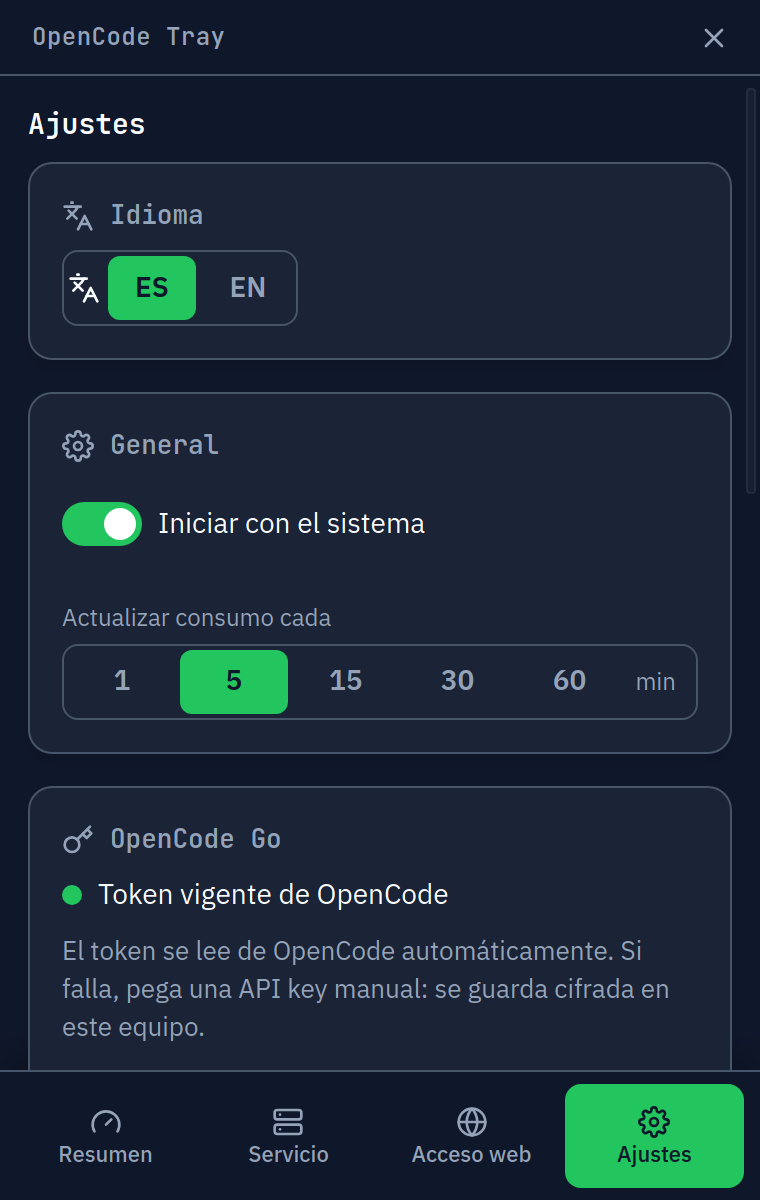 OpenCode Tray
Ajustes
Idioma
ES EN
General
Iniciar con el sistema
Actualizar consumo cada
1 5 15 30 60 min
OpenCode Go
Token vigente de OpenCode
El token se lee de OpenCode automáticamente. Si
falla, pega una API key manual: se guarda cifrada en
este equipo.
Resumen Servicio Acceso web Ajustes